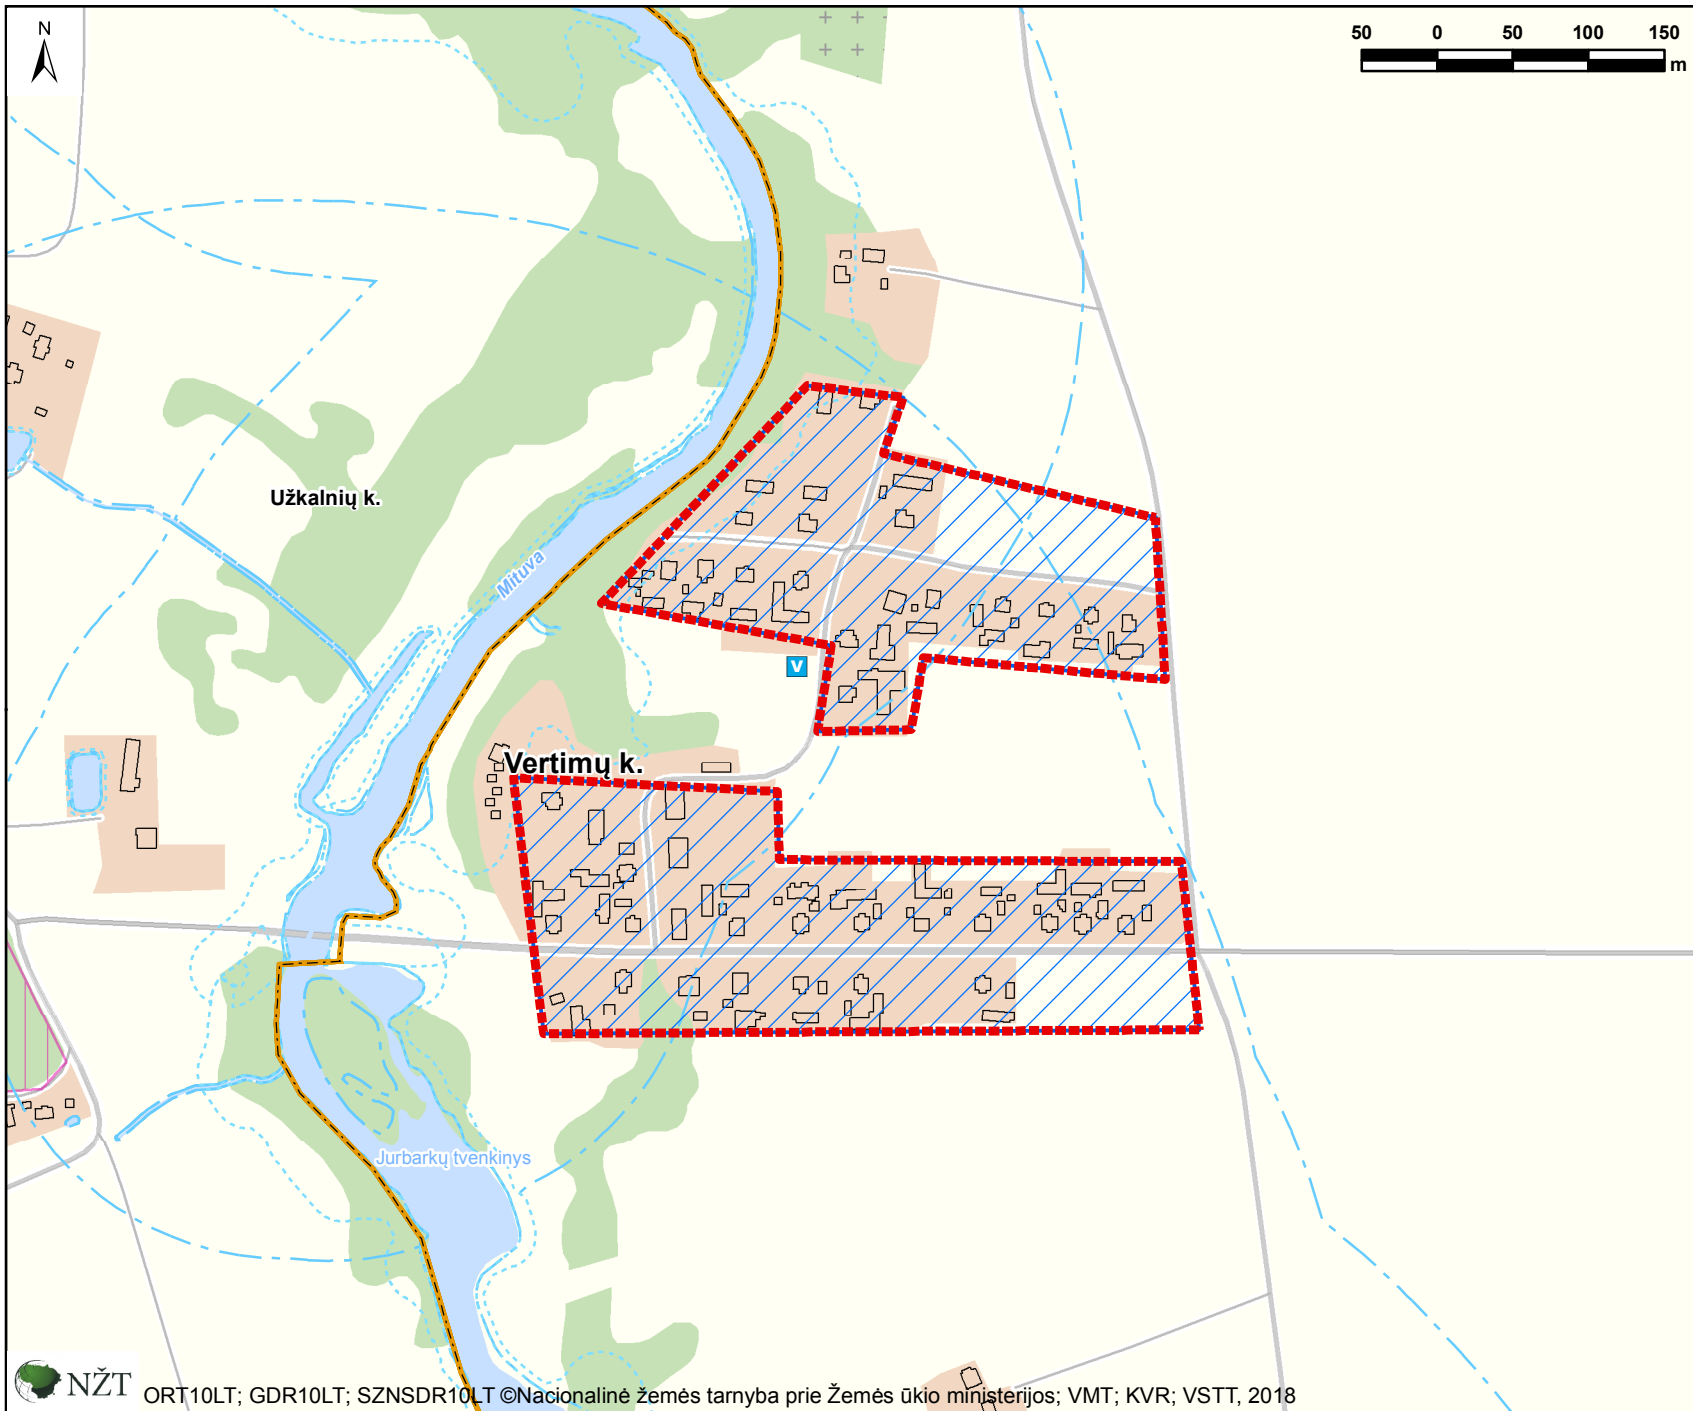 N
50 0 50 100 150
m
Užkalnių k.
Mituva
V
Vertimų k.
Jurbarkų tvenkinys
NŽT
ORT10LT; GDR10LT; SZNSDR10LT ©Nacionalinė žemės tarnyba prie Žemės ūkio ministerijos; VMT; KVR; VSTT, 2018